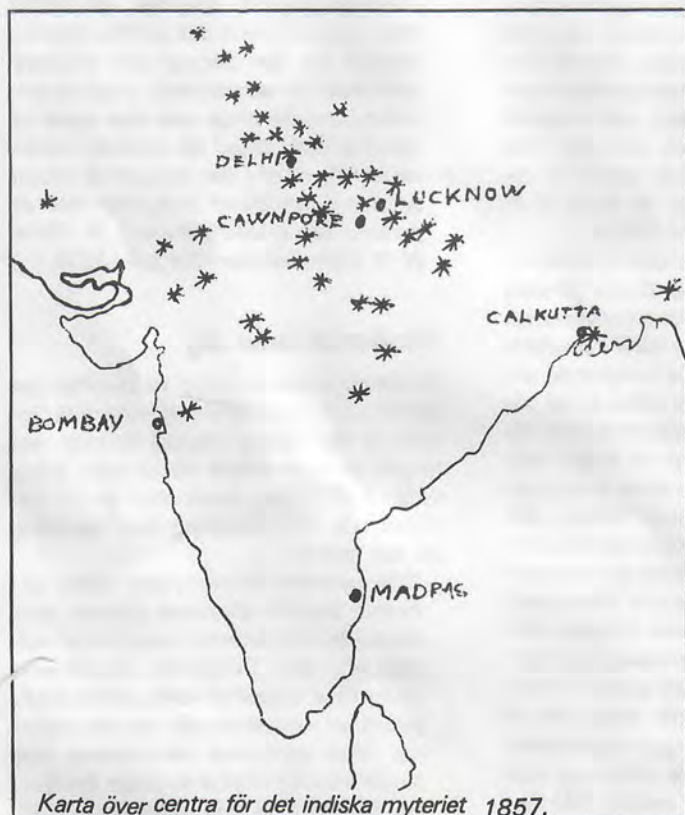 DELHI
LUCKNOW
CAWNPORE
CALKUTTA
BOMBAY
MADRAS
Karta över centra för det indiska myteriet 1857.